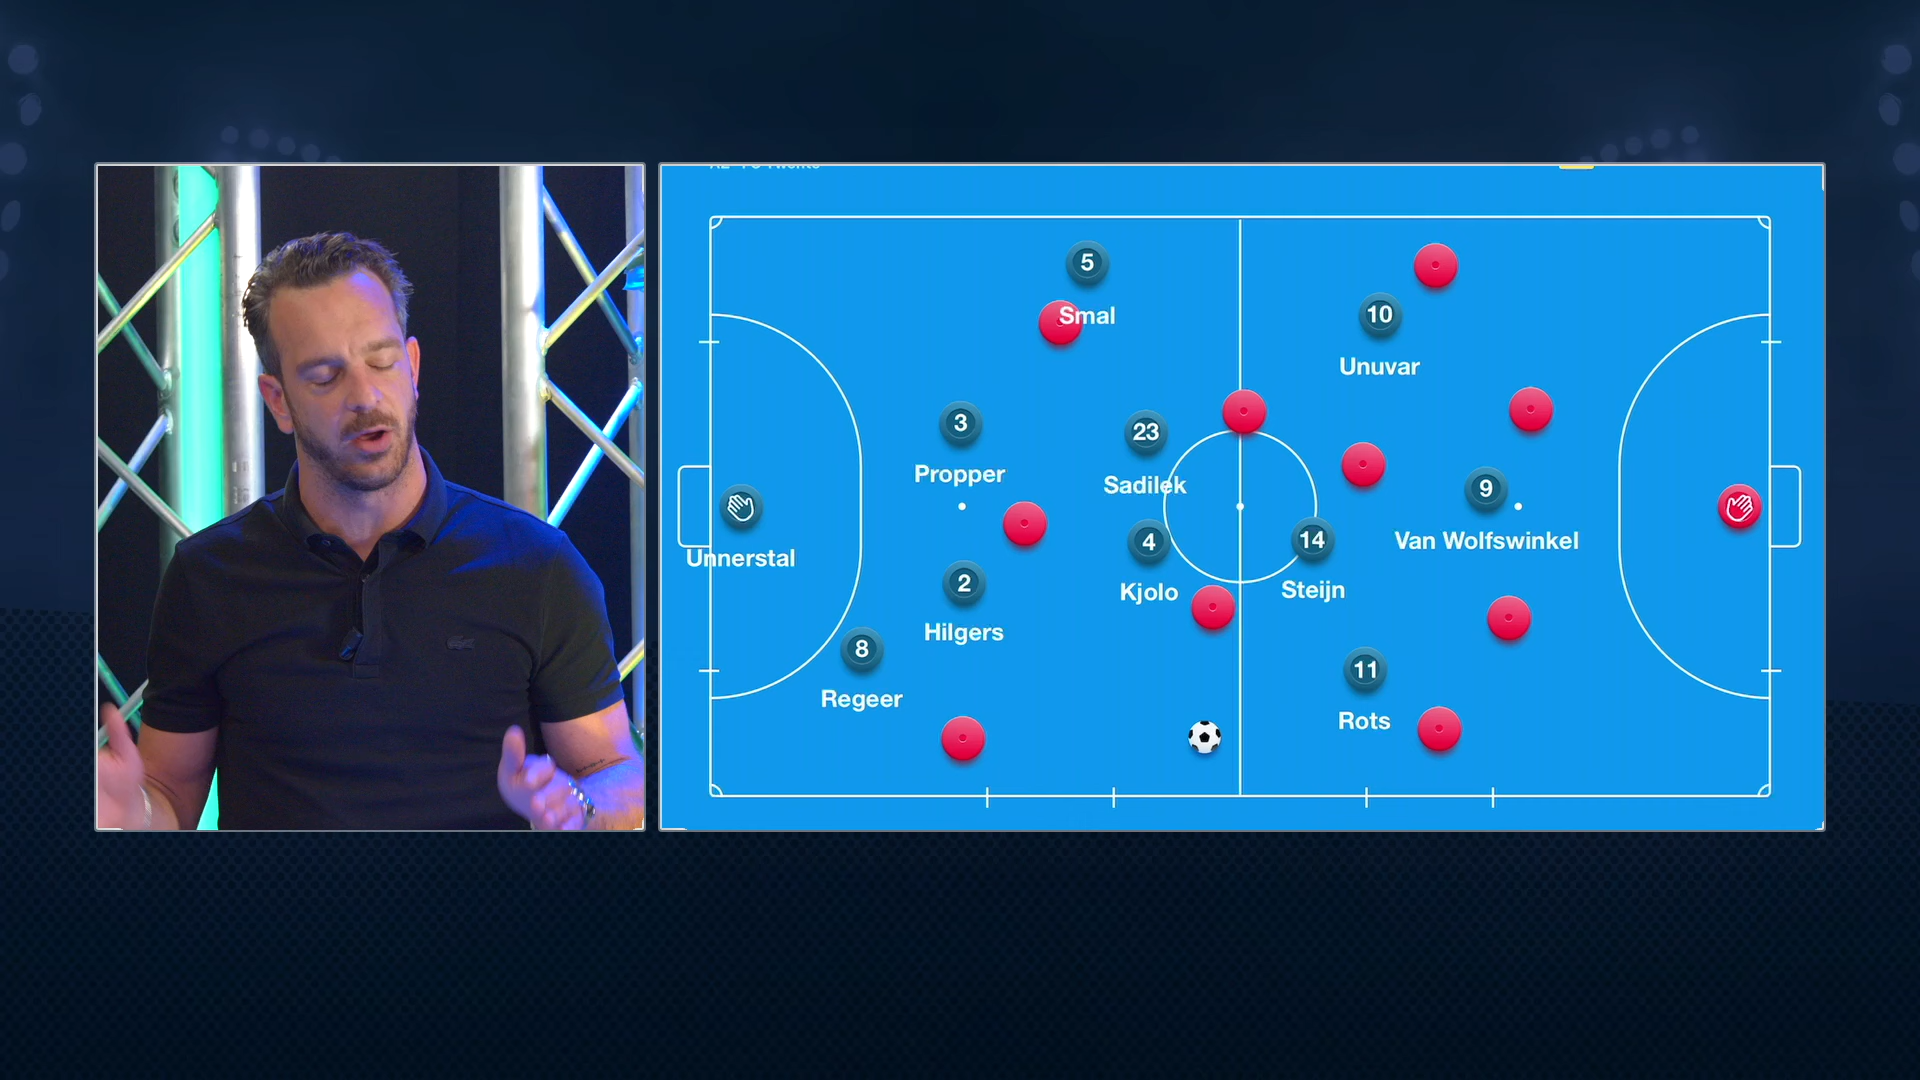 5
Smal
10
Unuvar
3
Propper
23
Sadilek
9
Van Wolfswinkel
Unnerstal
4
Kjolo
14
Steijn
2
Hilgers
8
Regeer
11
Rots